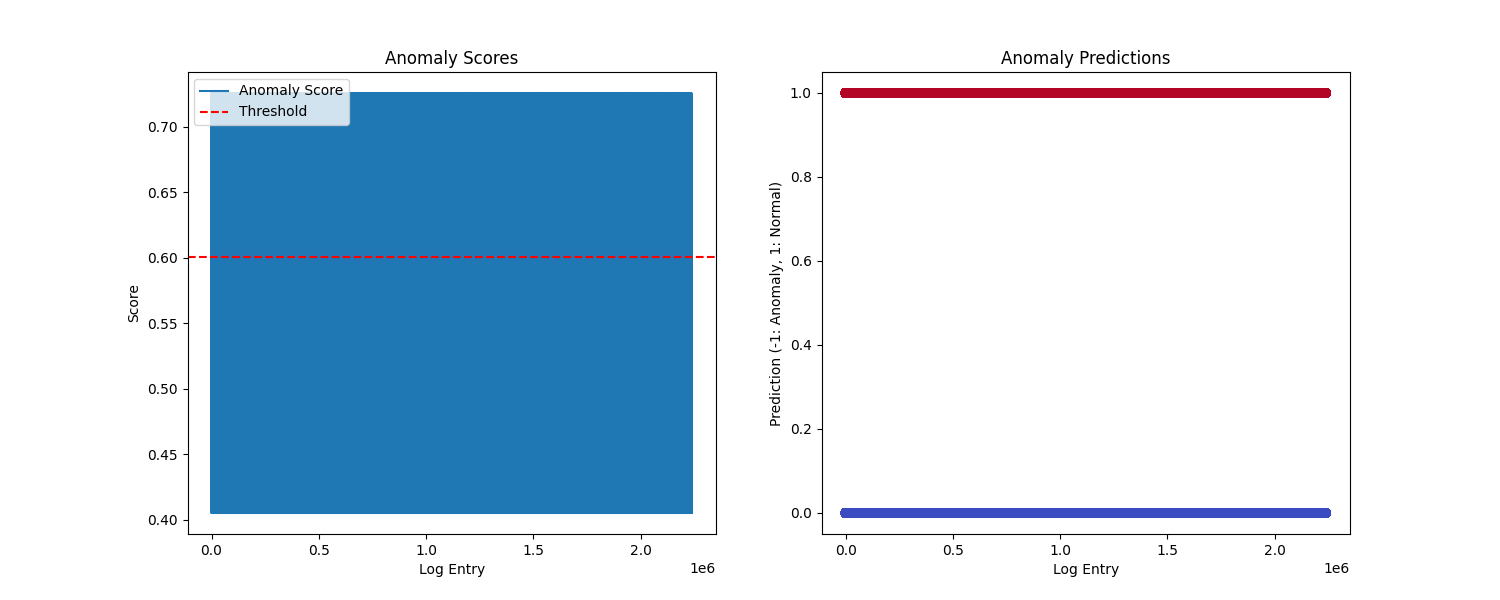 Anomaly Scores
Anomaly Score
Threshold
0.70
0.65
0.60
0.55
0.50
0.45
0.40
Score
0.0
0.5
1.0
1.5
2.0
1e6
Log Entry
Anomaly Predictions
1.0
0.8
0.6
0.4
0.2
0.0
Prediction (-1: Anomaly, 1: Normal)
0.0
0.5
1.0
1.5
2.0
1e6
Log Entry